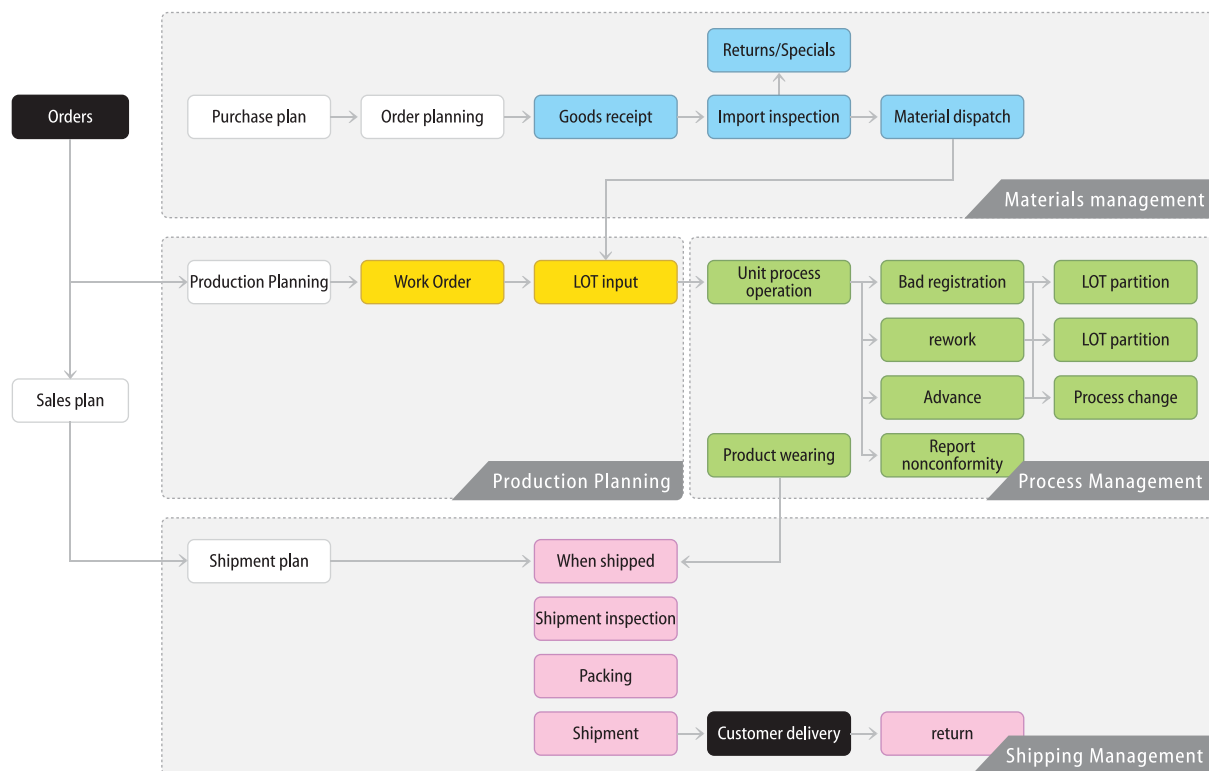 Returns/Specials
Orders
Purchase plan
Order planning
Goods receipt
Import inspection
Material dispatch
Materials management
Production Planning
Work Order
LOT input
Unit process
operation
Bad registration
LOT partition
rework
LOT partition
Sales plan
Advance
Process change
Product wearing
Report
nonconformity
Production Planning
Process Management
Shipment plan
When shipped
Shipment inspection
Packing
Shipment
Customer delivery
return
Shipping Management